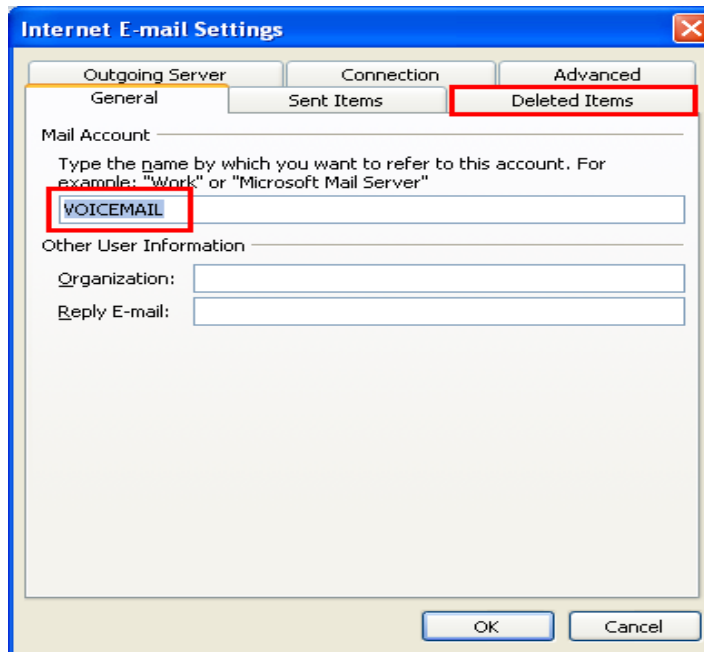 Internet E-mail Settings
Outgoing Server Connection Advanced
General Sent Items Deleted Items
Mail Account
Type the name by which you want to refer to this account. For
example: "Work" or "Microsoft Mail Server"
VOICEMAIL
Other User Information
Organization:
Reply E-mail:
OK Cancel